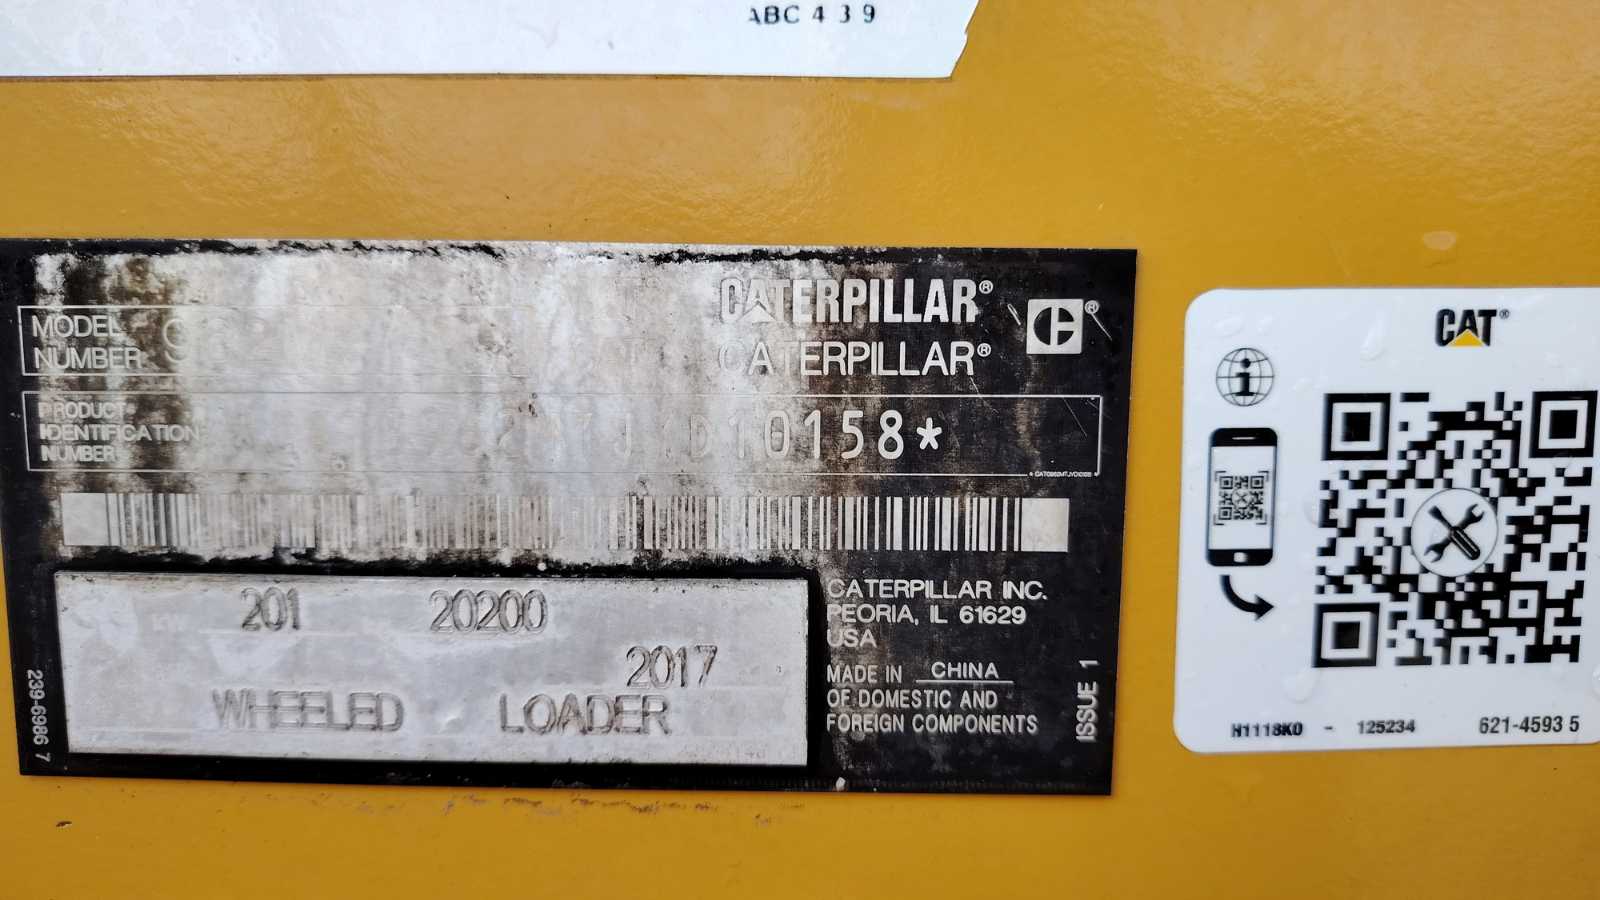 ABC 4 3 9
CATERPILLAR®
CATERPILLAR®
MODEL
NUMBER
PRODUCT
IDENTIFICATION
NUMBER
D10158*
201 20200
2017
WHEELED LOADER
CATERPILLAR INC.
PEORIA, IL 61629
USA
MADE IN CHINA
OF DOMESTIC AND
FOREIGN COMPONENTS
ISSUE 1
239-6986 7
CAT®
H1118K0 - 125234 621-4593 5